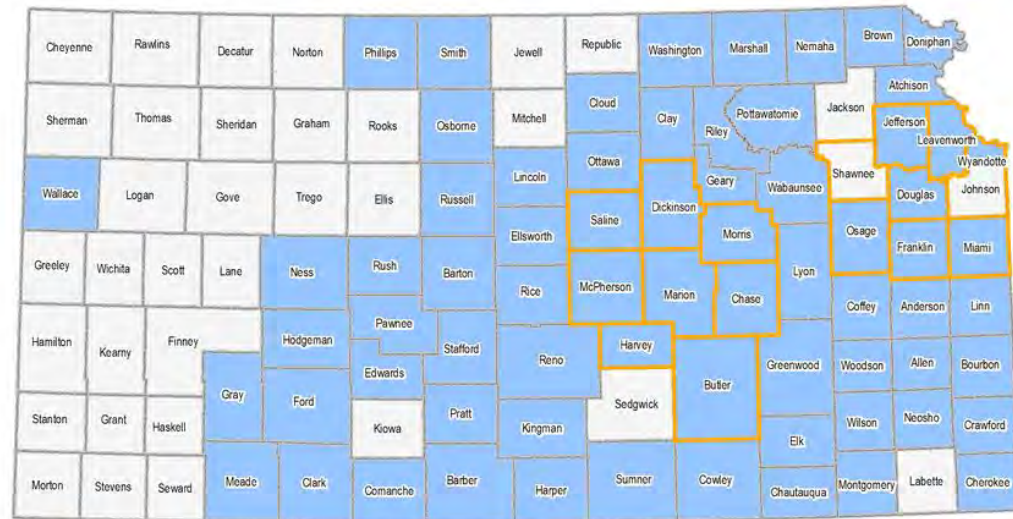 Cheyenne
Rawlins
Decatur
Norton
Phillips
Smith
Jewell
Republic
Washington
Marshall
Nemaha
Brown
Doniphan
Sherman
Thomas
Sheridan
Graham
Rooks
Osborne
Mitchell
Cloud
Clay
Riley
Pottawatomie
Jackson
Atchison
Jefferson
Leavenworth
Wyandotte
Wallace
Logan
Gove
Trego
Ellis
Russell
Lincoln
Ottawa
Saline
Dickinson
Geary
Wabaunsee
Shawnee
Douglas
Johnson
Greeley
Wichita
Scott
Lane
Ness
Rush
Barton
Ellsworth
Rice
McPherson
Marion
Morris
Chase
Lyon
Osage
Franklin
Miami
Hamilton
Kearny
Finney
Hodgeman
Pawnee
Edwards
Stafford
Reno
Harvey
Butler
Greenwood
Coffey
Anderson
Linn
Woodson
Allen
Bourbon
Stanton
Grant
Haskell
Gray
Ford
Kiowa
Pratt
Kingman
Sedgwick
Elk
Wilson
Neosho
Crawford
Morton
Stevens
Seward
Meade
Clark
Comanche
Barber
Harper
Sumner
Cowley
Chautauqua
Montgomery
Labette
Cherokee